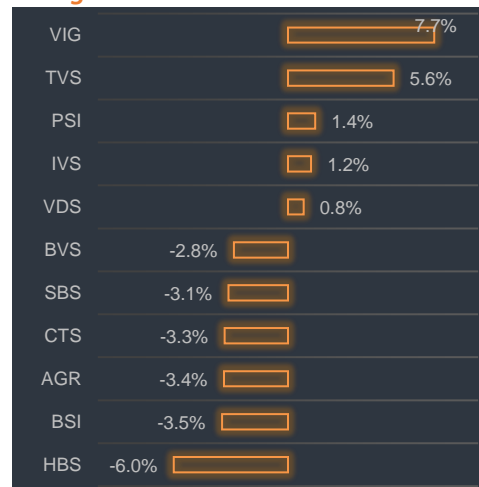 VIG 7.7%
TVS 5.6%
PSI 1.4%
IVS 1.2%
VDS 0.8%
BVS -2.8%
SBS -3.1%
CTS -3.3%
AGR -3.4%
BSI -3.5%
HBS -6.0%